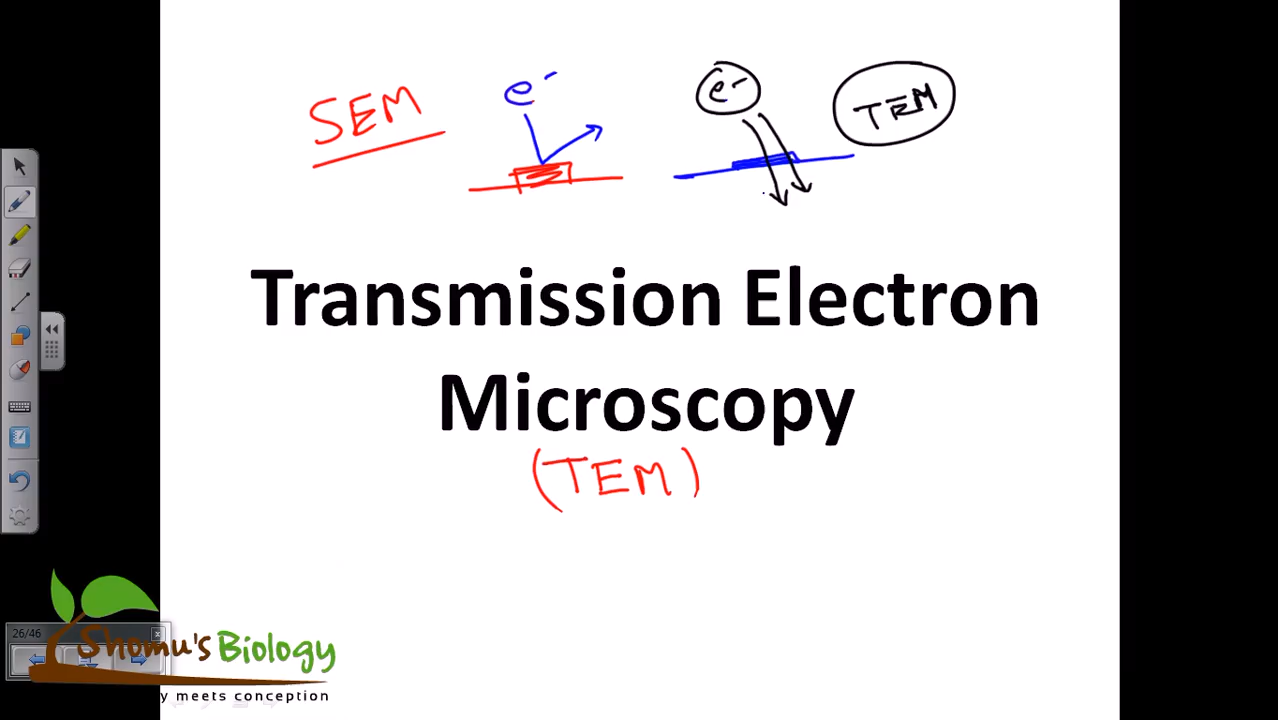 SEM e- e- TEM
Transmission Electron
Microscopy
(TEM)
26/46
Shomu's Biology
y meets conception